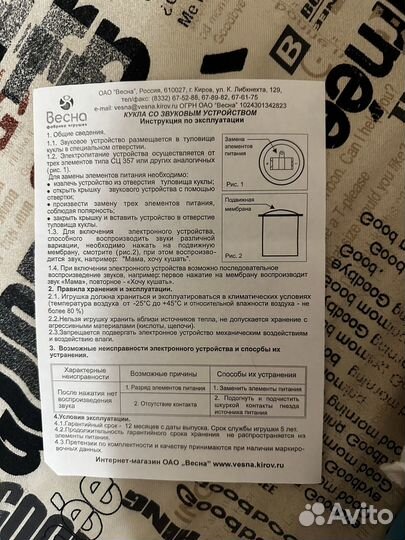 Весна
фабрика игрушек
ОАО "Весна", Россия, 610027, г. Киров, ул. К. Либкнехта, 129,
тел/факс: (8332) 67-52-88, 67-89-82, 67-61-75
e-mail: vesna@vesna.kirov.ru ОГРН ОАО "Весна" 1024301342823
КУКЛА СО ЗВУКОВЫМ УСТРОЙСТВОМ
Инструкция по эксплуатации
1. Общие сведения.
1.1. Звуковое устройство размещается в туловище
куклы в специальном отверстии.
1.2. Электропитание устройства осуществляется от
трех элементов типа СЦ 357 или других аналогичных
(рис. 1).
Для замены элементов питания необходимо:
• извлечь устройство из отверстия туловища куклы;
• открыть крышку звукового устройства с помощью
отвертки;
• произвести замену трех элементов питания,
соблюдая полярность;
• закрыть крышку и вставить устройство в отверстие
туловища куклы.
1.3. Для включения электронного устройства,
способного воспроизводить звуки различной
вариации, необходимо нажать на подвижную
мембрану, смотрите (рис. 2), при этом воспроиз-
водится звук, например: "Мама, хочу кушать".
Замена
элементов
питания
Рис. 1
Подвижная
мембрана
Рис. 2
1.4. При включении электронного устройства возможно последовательное
воспроизведение звуков, например, первое нажатие на мембрану воспроизводит
звук «Мама», повторное - «Хочу кушать».
2. Правила хранения и эксплуатации.
2.1. Игрушка должна храниться и эксплуатироваться в климатических условиях
(температура воздуха от -25°С до +45°С и относительная влажность воздуха - не
более 80 %)
2.2.Нельзя игрушку хранить вблизи источников тепла, не допускается хранение с
агрессивными материалами (кислоты, щелочи).
2.3.Запрещается подвергать электронное устройство механическим воздействиям
и воздействию влаги.
3. Возможные неисправности электронного устройства и способы их
устранения.
Характерные неисправности
Возможные причины
Способы их устранения
После нажатия нет воспроизведения звука
1. Разряд элементов питания
1. Заменить элементы питания
2. Отсутствие контакта
2. Подогнуть и подчистить
шкуркой контакты гнезда
источника питания
4.Условия эксплуатации.
4.1.Гарантийный срок - 12 месяцев с даты выпуска. Срок службы игрушки 5 лет.
4.2.Продолжительность гарантийного срока хранения не распространяется на
элементы питания.
4.3.Претензии по комплектности и качеству принимаются при наличии маркиро-
вочных данных
Интернет-магазин ОАО „Весна" www.vesna.kirov.ru
Avito